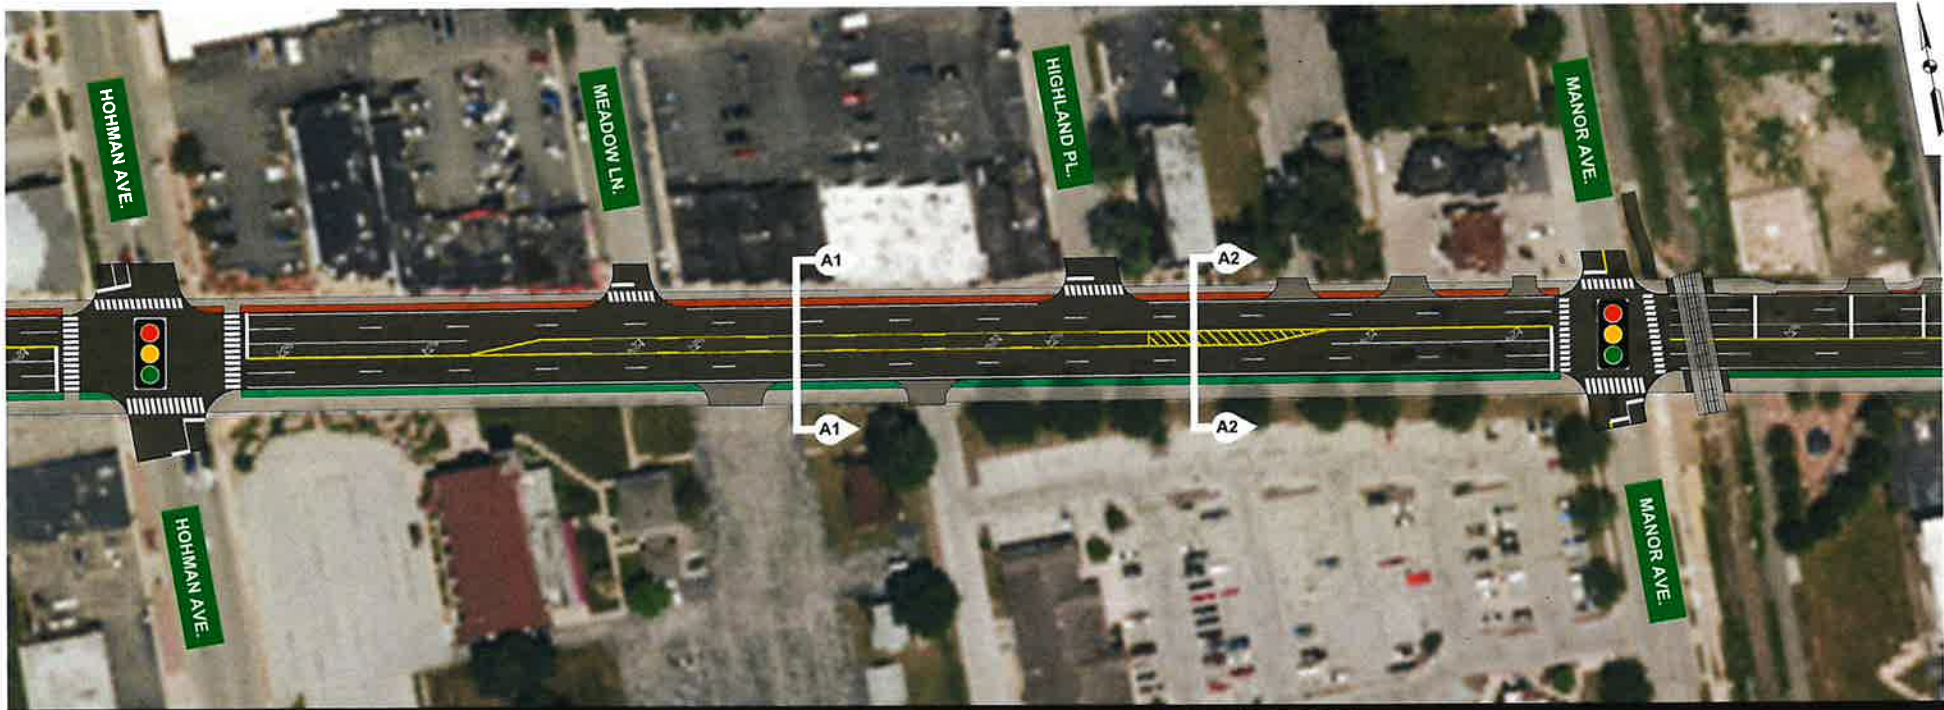 HOHMAN AVE.
MEADOW LN.
HIGHLAND PL.
MANOR AVE.
A1
A2
A1
A2
HOHMAN AVE.
MANOR AVE.